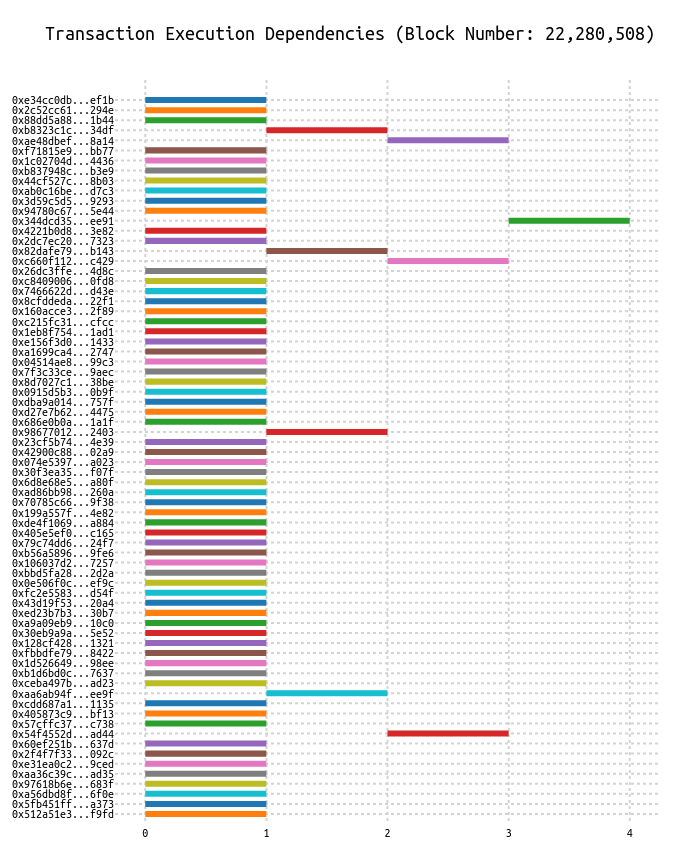 Transaction Execution Dependencies (Block Number: 22,280,508)
0xe34cc0db...ef1b
0x2c52cc61...294e
0x88dd5a88...1b44
0xb8323c1c...34df
0xae48dbef...8a14
0xf71815e9...bb77
0x1c02704d...4436
0xb837948c...b3e9
0x44cf527c...8b03
0xab0c16be...d7c3
0x3d59c5d5...9293
0x94780c67...5e44
0x344dcd35...ee91
0x4221b0d8...3e82
0x2dc7ec20...7323
0x82dafe79...b143
0xc660f112...c429
0x26dc3ffe...4d8c
0xc8409006...0fd8
0x7466622d...d43e
0x8cfddeda...22f1
0x160acce3...2f89
0xc215fc31...cfcc
0x1eb8f754...1ad1
0xe156f3d0...1433
0xa1699ca4...2747
0x04514ae8...99c3
0x7f3c33ce...9aec
0x8d7027c1...38be
0x0915d5b3...0b9f
0xdba9a014...757f
0xd27e7b62...4475
0x686e0b0a...1a1f
0x98677012...2403
0x23cf5b74...4e39
0x42900c88...02a9
0x074e5397...a023
0x30f3ea35...f07f
0x6d8e68e5...a80f
0xad86bb98...260a
0x70785c66...9f38
0x199a557f...4e82
0xde4f1069...a884
0x405e5ef0...c165
0x79c74dd6...24f7
0xb56a5896...9fe6
0x106037d2...7257
0xbbd5fa28...2d2a
0x0e506f0c...ef9c
0xfc2e5583...d54f
0x43d19f53...20a4
0xed23b7b3...30b7
0xa9a09eb9...10c0
0x30eb9a9a...5e52
0x128cf428...1321
0xfbbdfe79...8422
0x1d526649...98ee
0xb1d6bd0c...7637
0xceba497b...ad23
0xaa6ab94f...ee9f
0xcdd687a1...1135
0x405873c9...bf13
0x57cffc37...c738
0x54f4552d...ad44
0x60ef251b...637d
0x2f4f7f33...092c
0xe31ea0c2...9ced
0xaa36c39c...ad35
0x97618b6e...683f
0xa56dbd8f...6f0e
0x5fb451ff...a373
0x512a51e3...f9fd
0 1 2 3 4